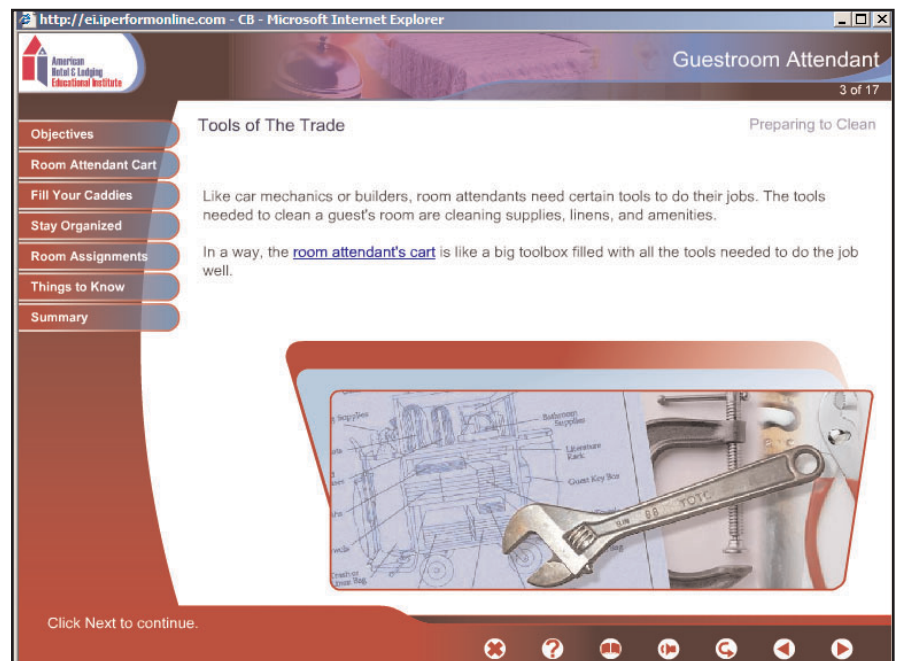 http://ei.iperformonline.com - CB - Microsoft Internet Explorer
American
Hotel & Lodging
Educational Institute
Guestroom Attendant
3 of 17
Objectives
Room Attendant Cart
Fill Your Caddies
Stay Organized
Room Assignments
Things to Know
Summary
Tools of The Trade
Preparing to Clean
Like car mechanics or builders, room attendants need certain tools to do their jobs. The tools
needed to clean a guest's room are cleaning supplies, linens, and amenities.
In a way, the room attendant's cart is like a big toolbox filled with all the tools needed to do the job
well.
Supplies
Bathroom
Supplies
Literature
Rack
Guest Key Box
Bag
Click Next to continue.